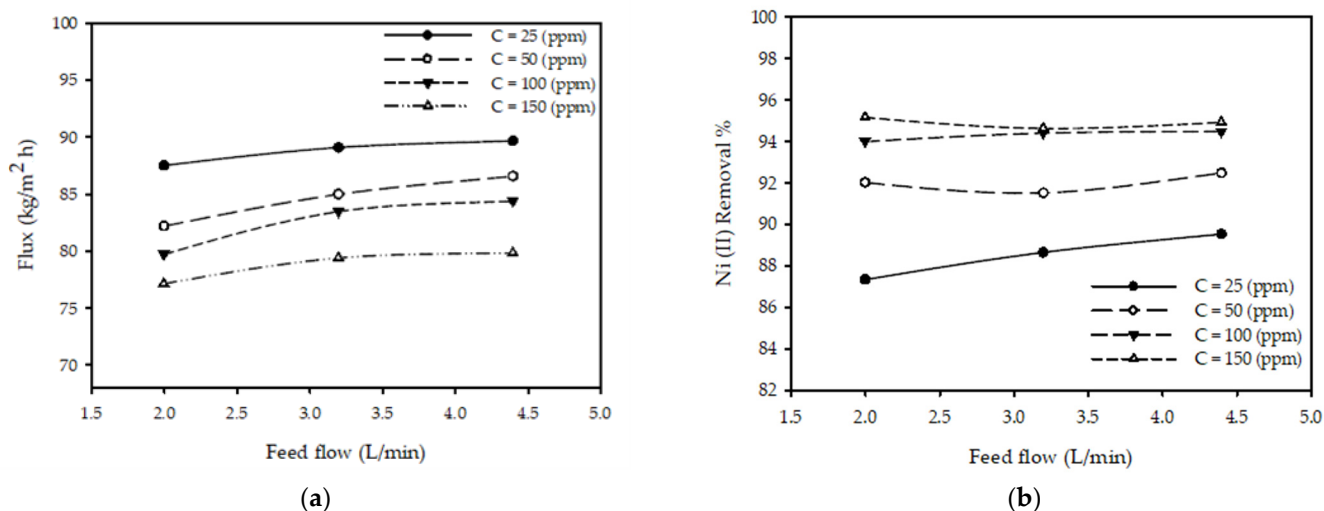 100
95
90
85
80
75
70
Flux (kg/m² h)
C = 25 (ppm)
C = 50 (ppm)
C = 100 (ppm)
C = 150 (ppm)
1.5 2.0 2.5 3.0 3.5 4.0 4.5 5.0
Feed flow (L/min)
(a)
100
98
96
94
92
90
88
86
84
82
Ni (II) Removal %
C = 25 (ppm)
C = 50 (ppm)
C = 100 (ppm)
C = 150 (ppm)
1.5 2.0 2.5 3.0 3.5 4.0 4.5 5.0
Feed flow (L/min)
(b)